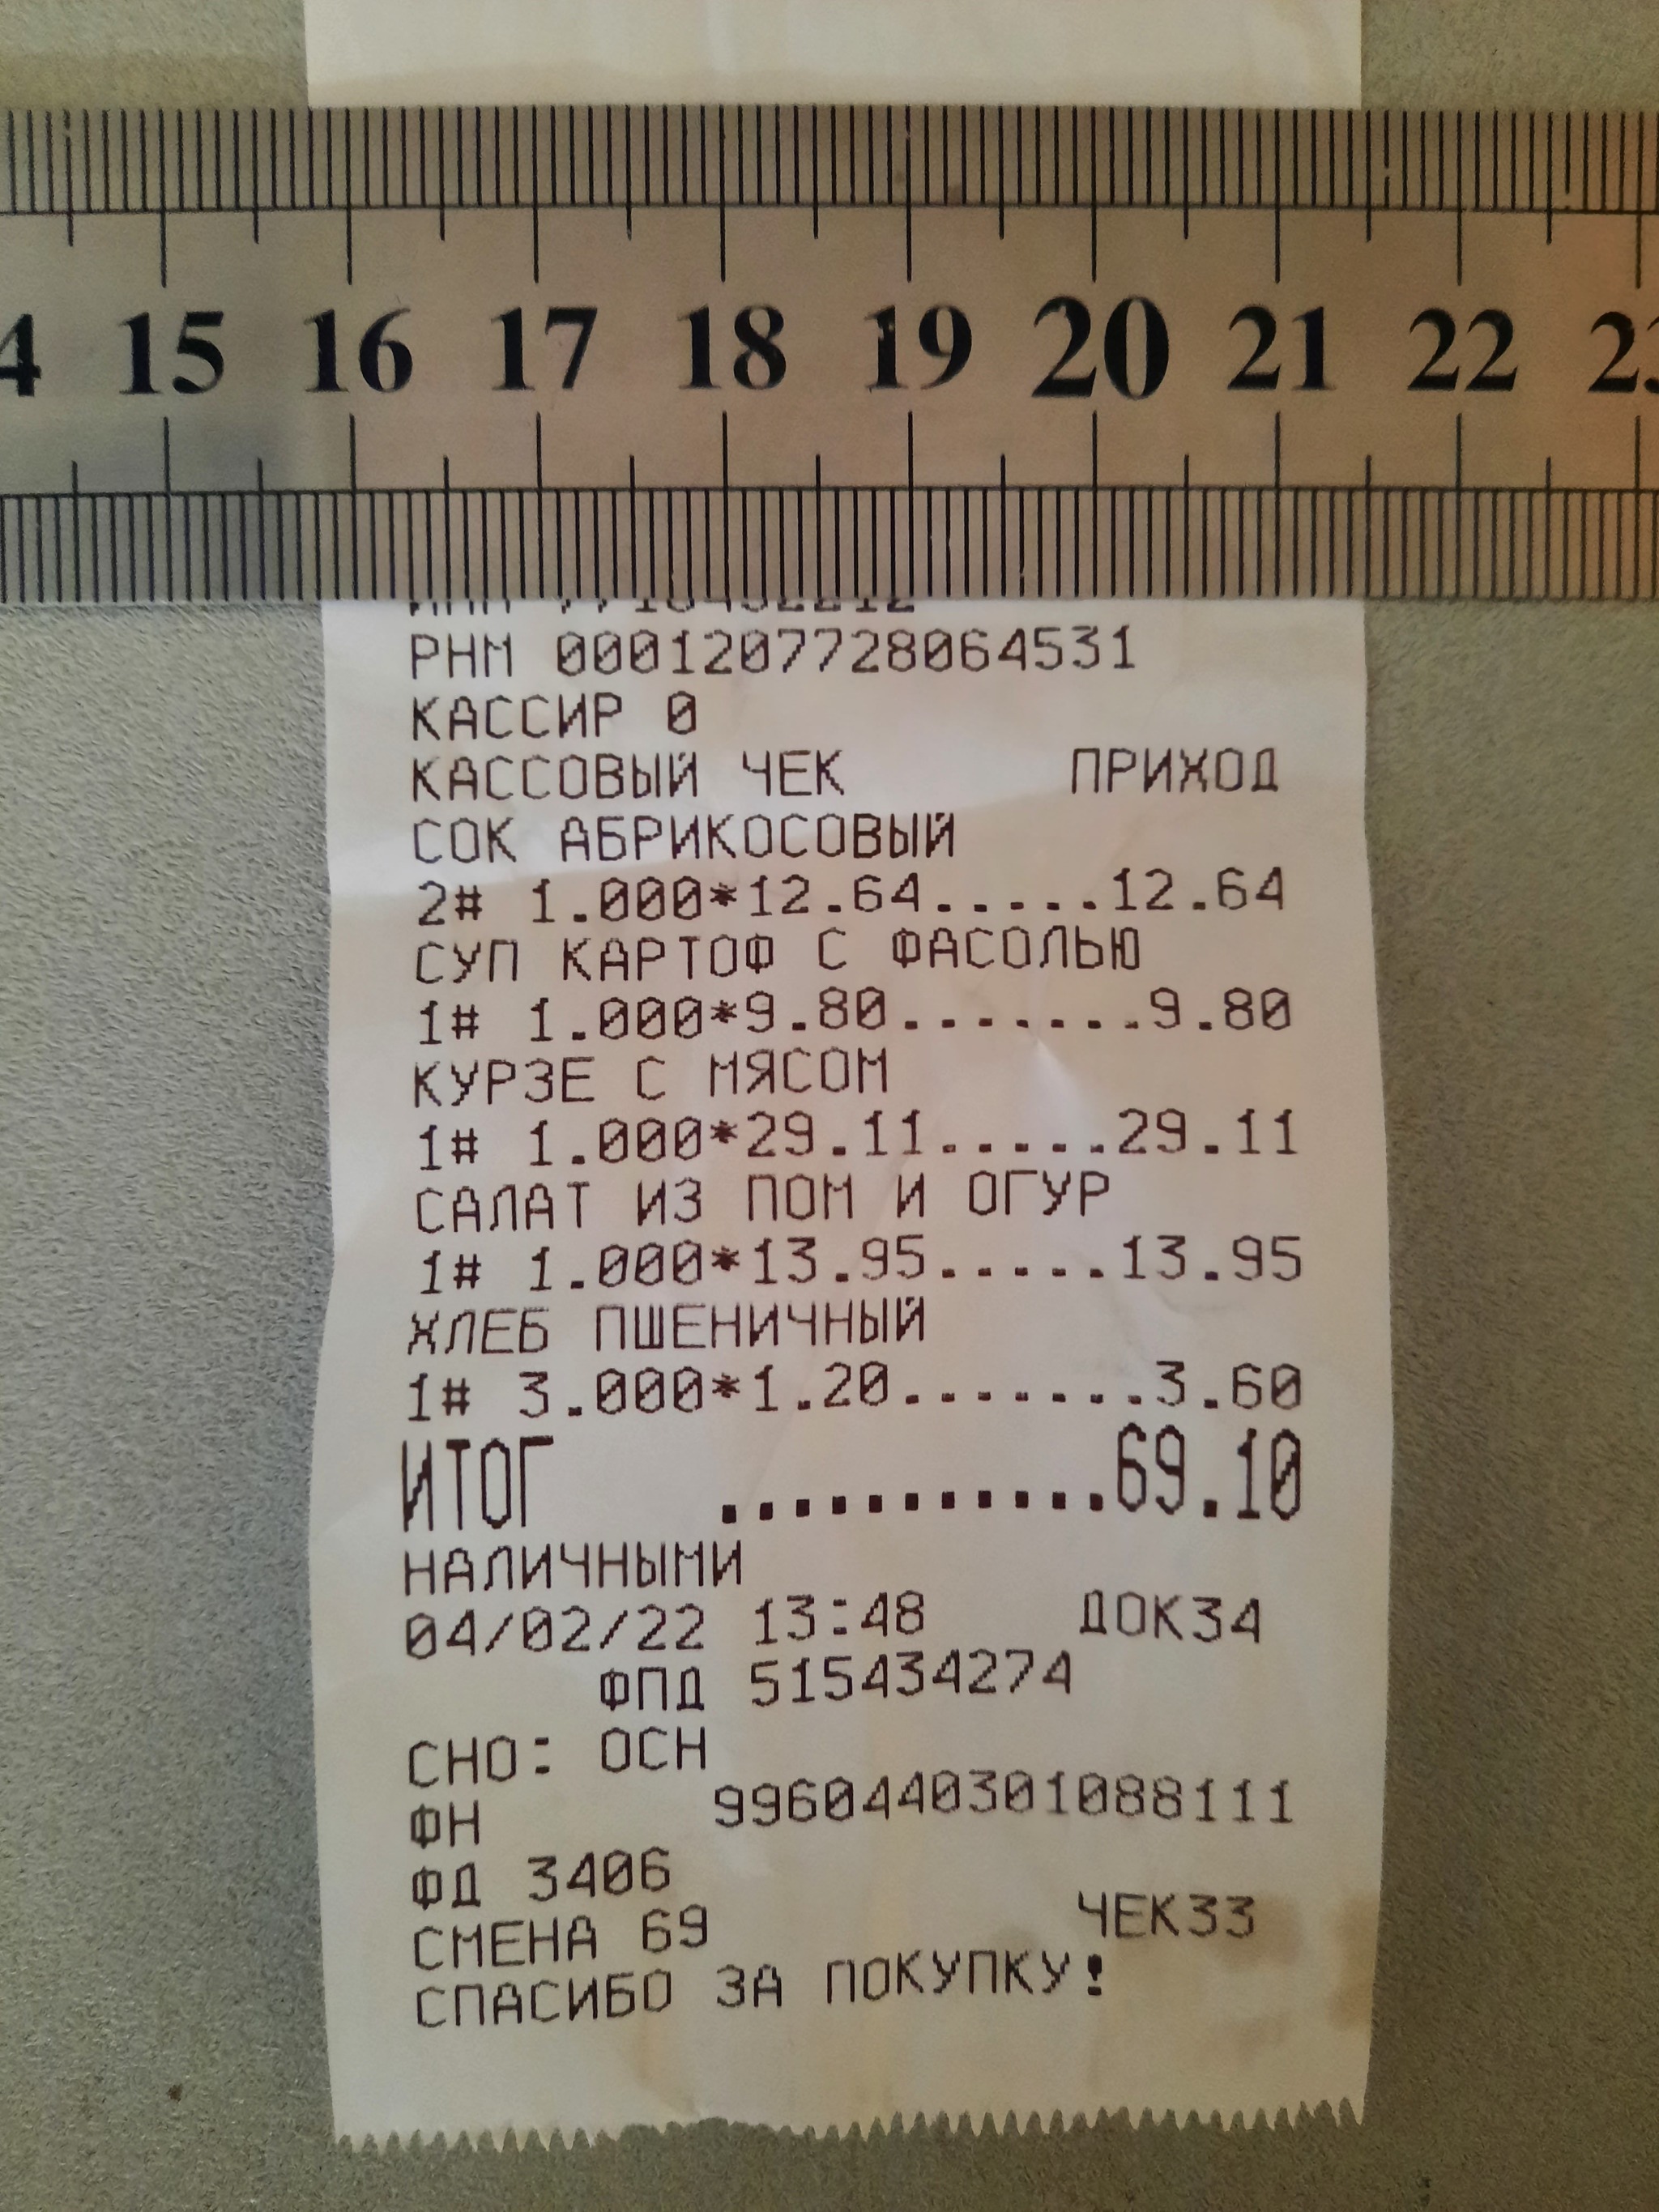 4 15 16 17 18 19 20 21 22
РНМ 0001207728064531
КАССИР 0
КАССОВЫЙ ЧЕК ПРИХОД
СОК АБРИКОСОВЫЙ
2# 1.000*12.64.....12.64
СУП КАРТОФ С ФАСОЛЬЮ
1# 1.000*9.80.......9.80
КУРЗЕ С МЯСОМ
1# 1.000*29.11.....29.11
САЛАТ ИЗ ПОМ И ОГУР
1# 1.000*13.95.....13.95
ХЛЕБ ПШЕНИЧНЫЙ
1# 3.000*1.20.......3.60
ИТОГ ...........69.10
НАЛИЧНЫМИ
04/02/22 13:48 ДОК34
ФПД 515434274
СНО: ОСН
ФН 9960440301088111
ФД 3406
СМЕНА 69 ЧЕК33
СПАСИБО ЗА ПОКУПКУ!